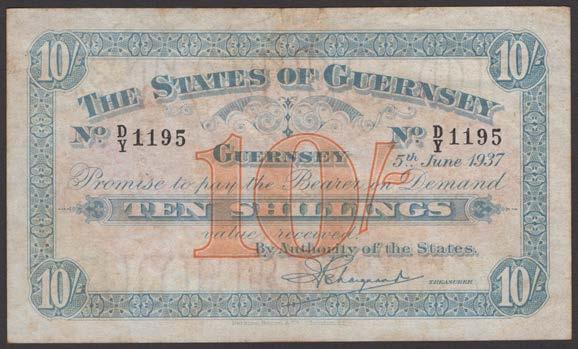 10/- 10/-
THE STATES OF GUERNSEY
No. D/Y 1195 No. D/Y 1195
GUERNSEY 5th June 1937
10/-
Promise to pay the Bearer on Demand
TEN SHILLINGS
value received.
By Authority of the States.
TREASURER
10/- 10/-